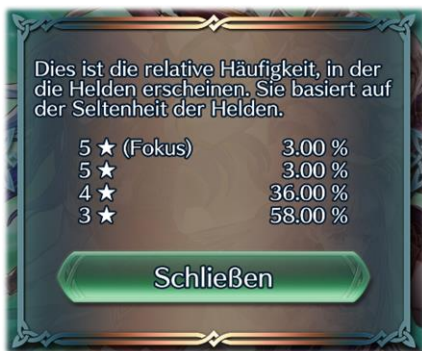 Dies ist die relative Häufigkeit, in der
die Helden erscheinen. Sie basiert auf
der Seltenheit der Helden.
5 ★ (Fokus) 3.00 %
5 ★ 3.00 %
4 ★ 36.00 %
3 ★ 58.00 %
Schließen